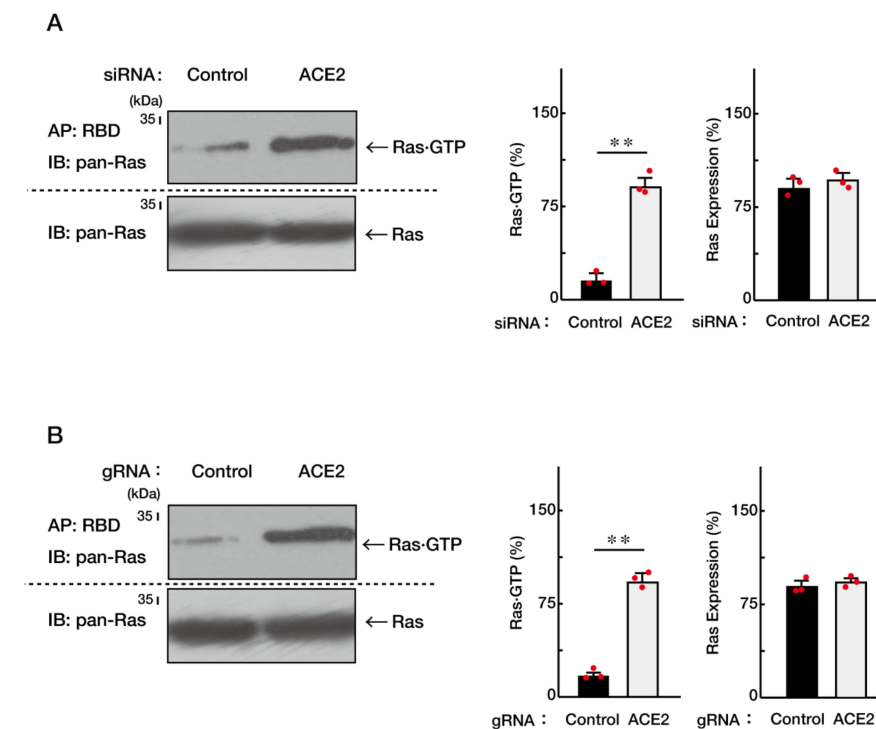 A
siRNA: Control ACE2
(kDa)
35
AP: RBD
IB: pan-Ras
← Ras·GTP
35
IB: pan-Ras
← Ras
Ras·GTP (%)
150
75
0
**
siRNA: Control ACE2
Ras Expression (%)
150
75
0
siRNA: Control ACE2
B
gRNA: Control ACE2
(kDa)
35
AP: RBD
IB: pan-Ras
← Ras·GTP
35
IB: pan-Ras
← Ras
Ras·GTP (%)
150
75
0
**
gRNA: Control ACE2
Ras Expression (%)
150
75
0
gRNA: Control ACE2